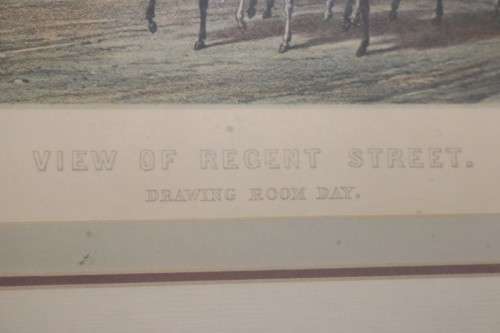 VIEW OF REGENT STREET.
DRAWING ROOM DAY.